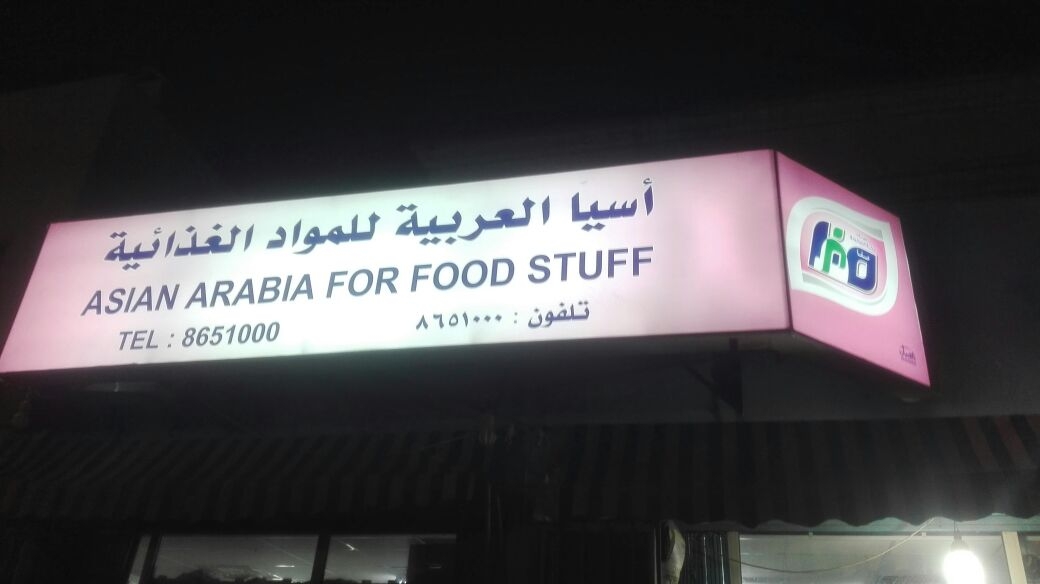 أسيا العربية للمواد الغذائية
ASIAN ARABIA FOR FOOD STUFF
تلفون : ٨٦٥١٠٠٠
TEL : 8651000